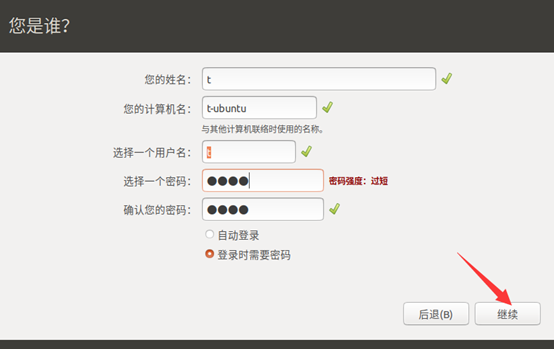 您是谁？
您的姓名： t
您的计算机名： t-ubuntu
与其他计算机联络时使用的名称。
选择一个用户名： t
选择一个密码： ●●●● 密码强度：过短
确认您的密码： ●●●●
自动登录
登录时需要密码
后退(B) 继续